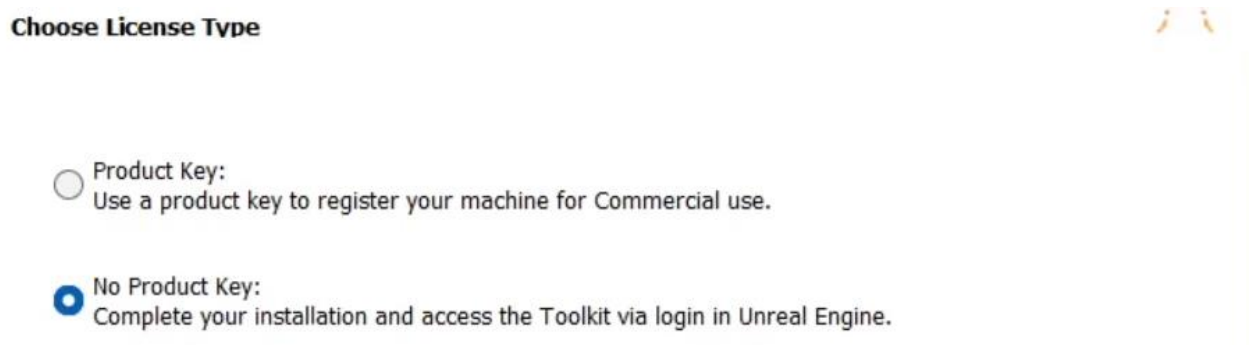 Choose License Type
Product Key:
Use a product key to register your machine for Commercial use.
No Product Key:
Complete your installation and access the Toolkit via login in Unreal Engine.